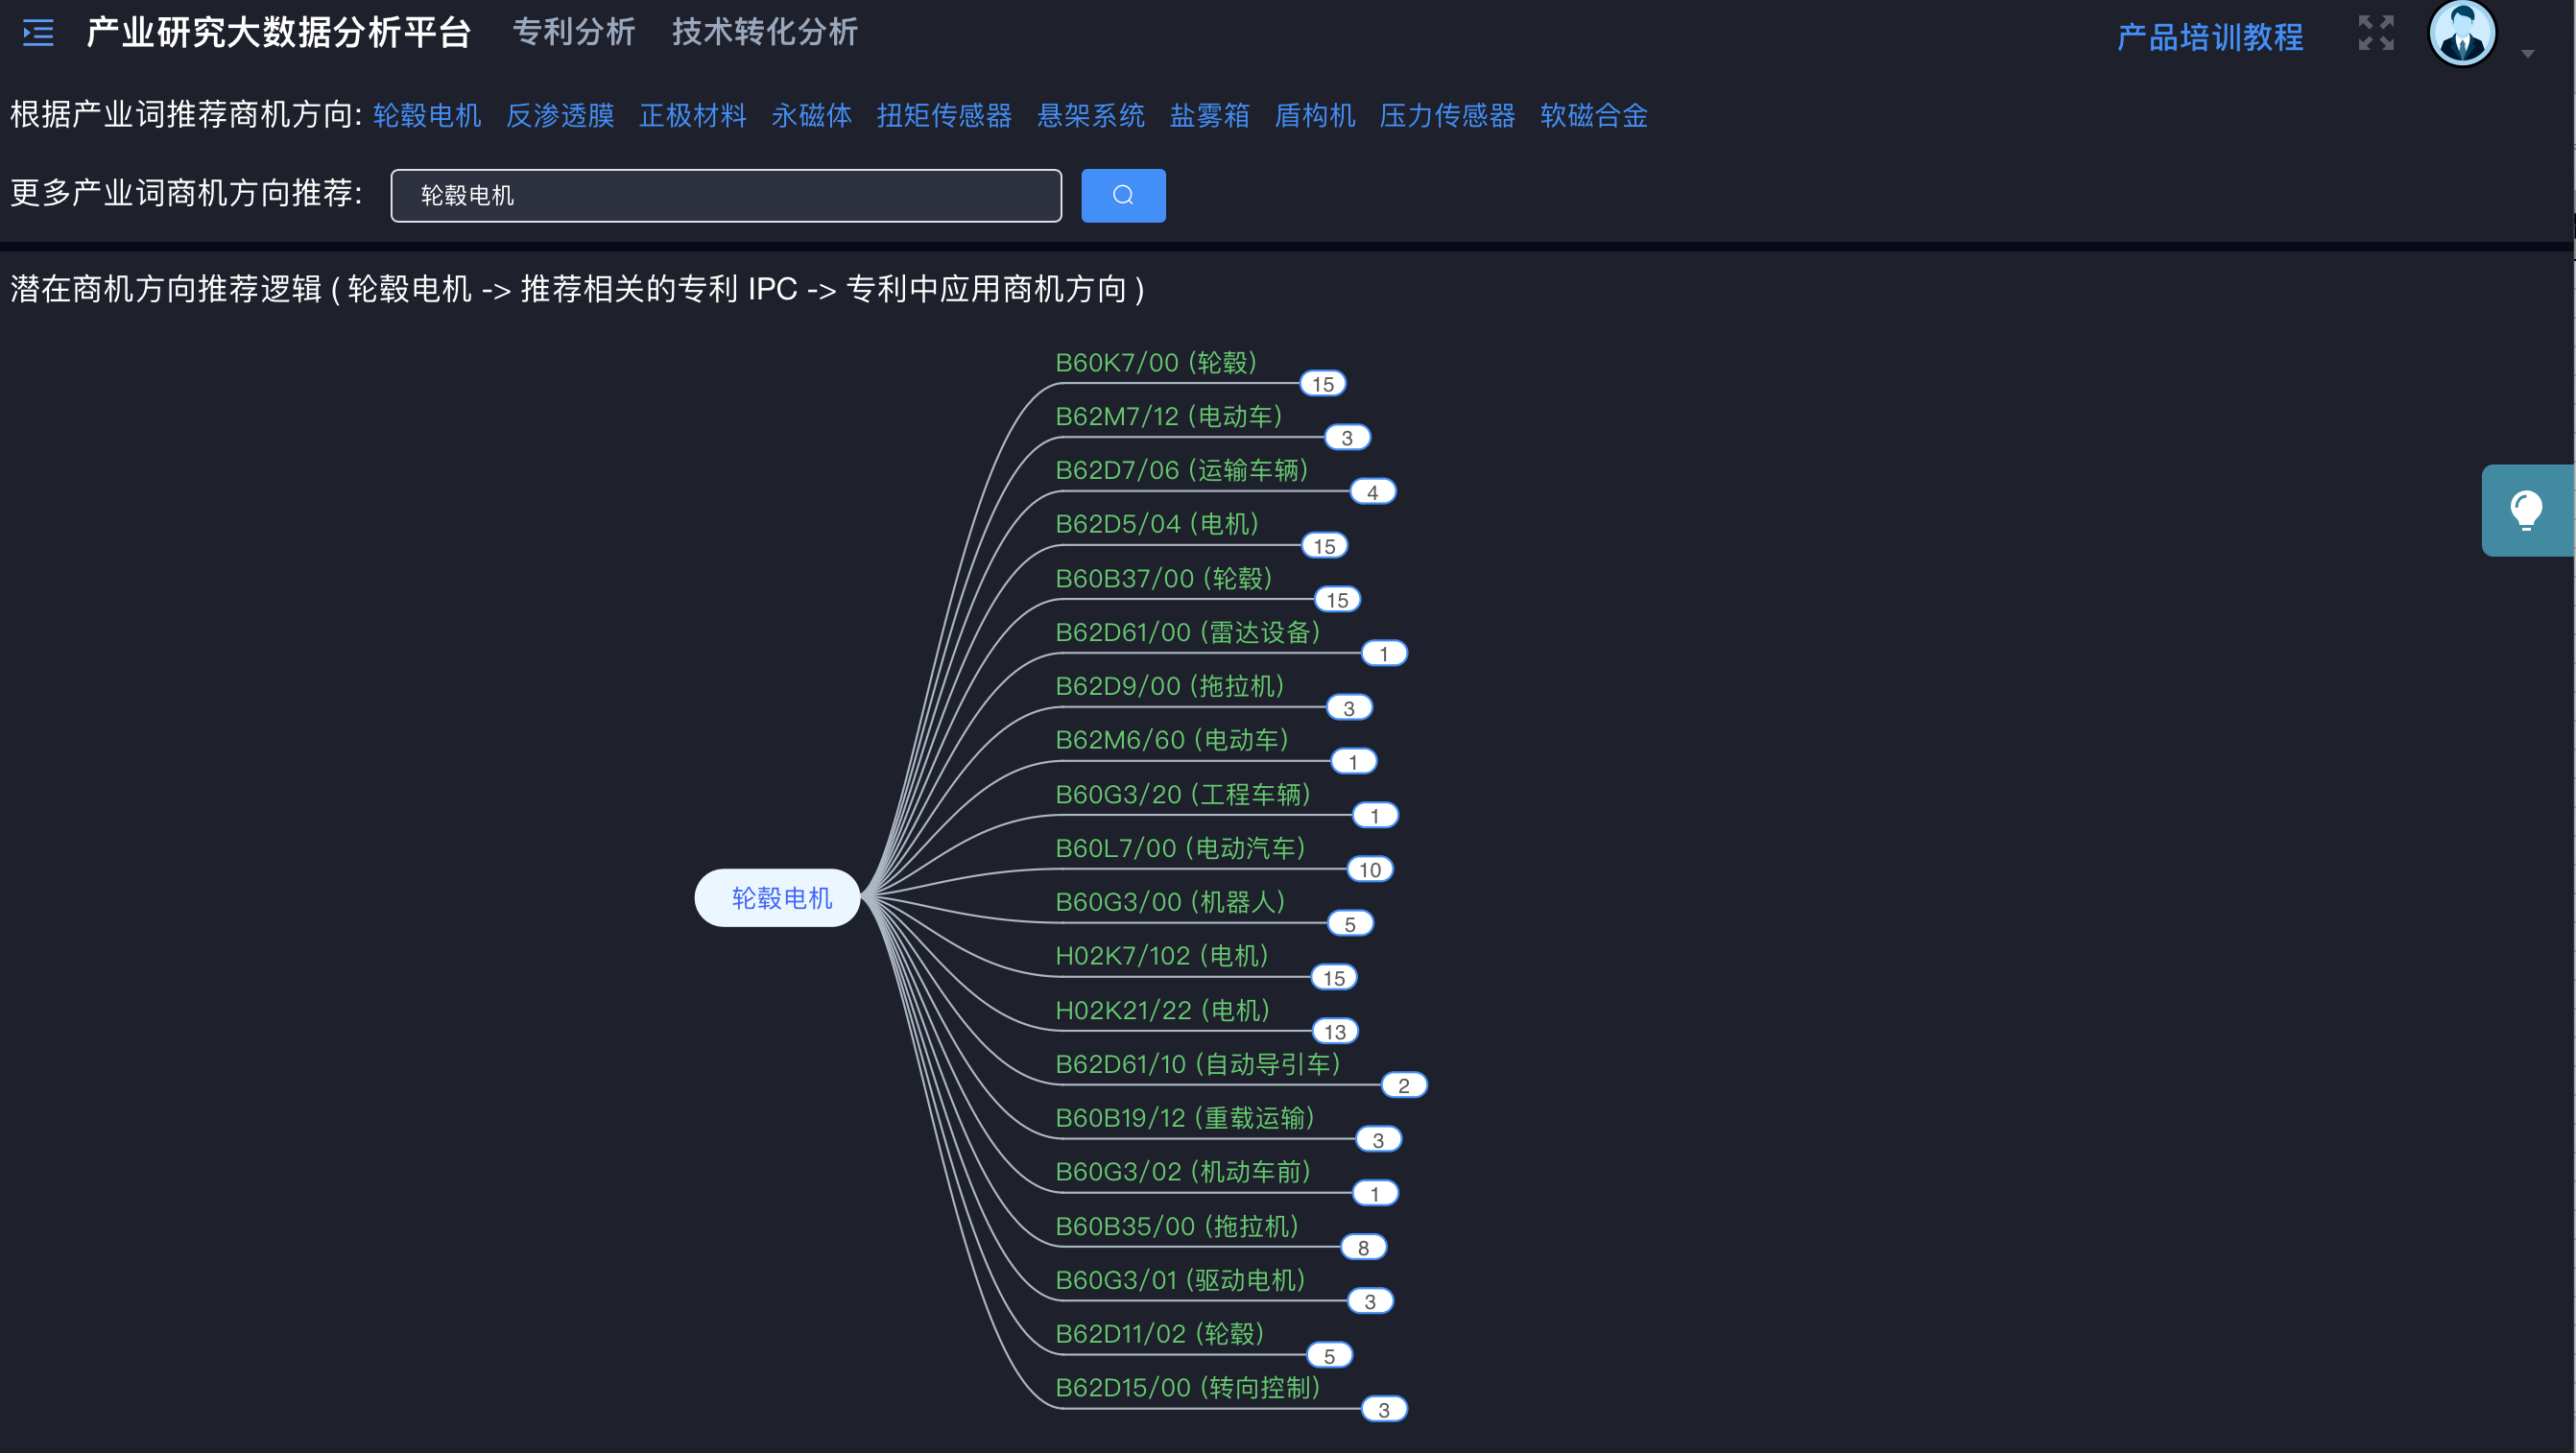 产业研究大数据分析平台 专利分析 技术转化分析 产品培训教程
根据产业词推荐商机方向: 轮毂电机 反渗透膜 正极材料 永磁体 扭矩传感器 悬架系统 盐雾箱 盾构机 压力传感器 软磁合金
更多产业词商机方向推荐: 轮毂电机
潜在商机方向推荐逻辑 ( 轮毂电机 -> 推荐相关的专利 IPC -> 专利中应用商机方向 )
B60K7/00 (轮毂) 15
B62M7/12 (电动车) 3
B62D7/06 (运输车辆) 4
B62D5/04 (电机) 15
B60B37/00 (轮毂) 15
B62D61/00 (雷达设备) 1
B62D9/00 (拖拉机) 3
B62M6/60 (电动车) 1
B60G3/20 (工程车辆) 1
B60L7/00 (电动汽车) 10
轮毂电机
B60G3/00 (机器人) 5
H02K7/102 (电机) 15
H02K21/22 (电机) 13
B62D61/10 (自动导引车) 2
B60B19/12 (重载运输) 3
B60G3/02 (机动车前) 1
B60B35/00 (拖拉机) 8
B60G3/01 (驱动电机) 3
B62D11/02 (轮毂) 5
B62D15/00 (转向控制) 3